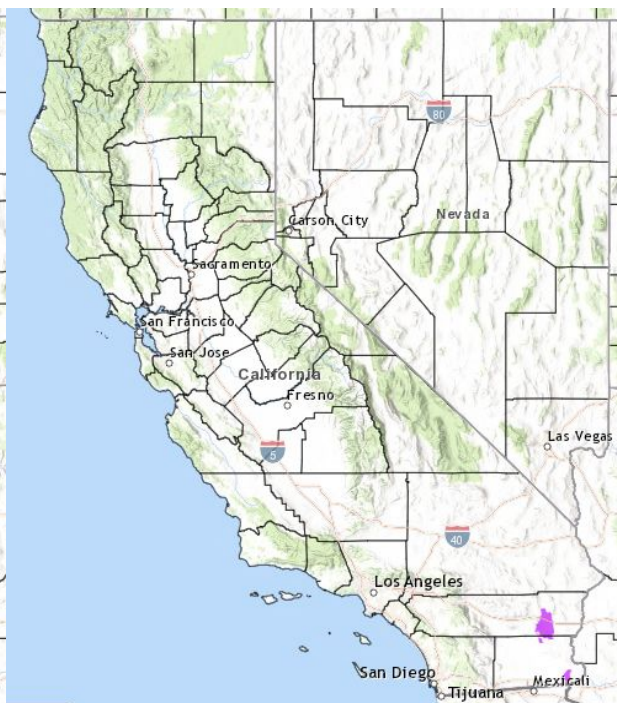 80
Carson City
Nevada
Sacramento
San Francisco
San Jose
California
Fresno
5
Las Vegas
40
Los Angeles
San Diego
Mexicali
Tijuana